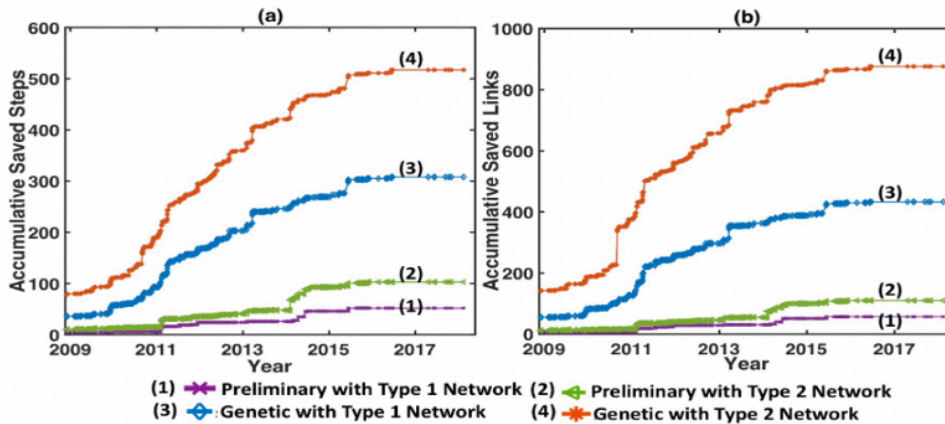 (a)
(b)
600
500
400
300
200
100
0
Accumulative Saved Steps
(4)
(3)
(2)
(1)
2009 2011 2013 2015 2017
Year
1000
800
600
400
200
0
Accumulative Saved Links
(4)
(3)
(2)
(1)
2009 2011 2013 2015 2017
Year
(1) Preliminary with Type 1 Network (2) Preliminary with Type 2 Network
(3) Genetic with Type 1 Network (4) Genetic with Type 2 Network